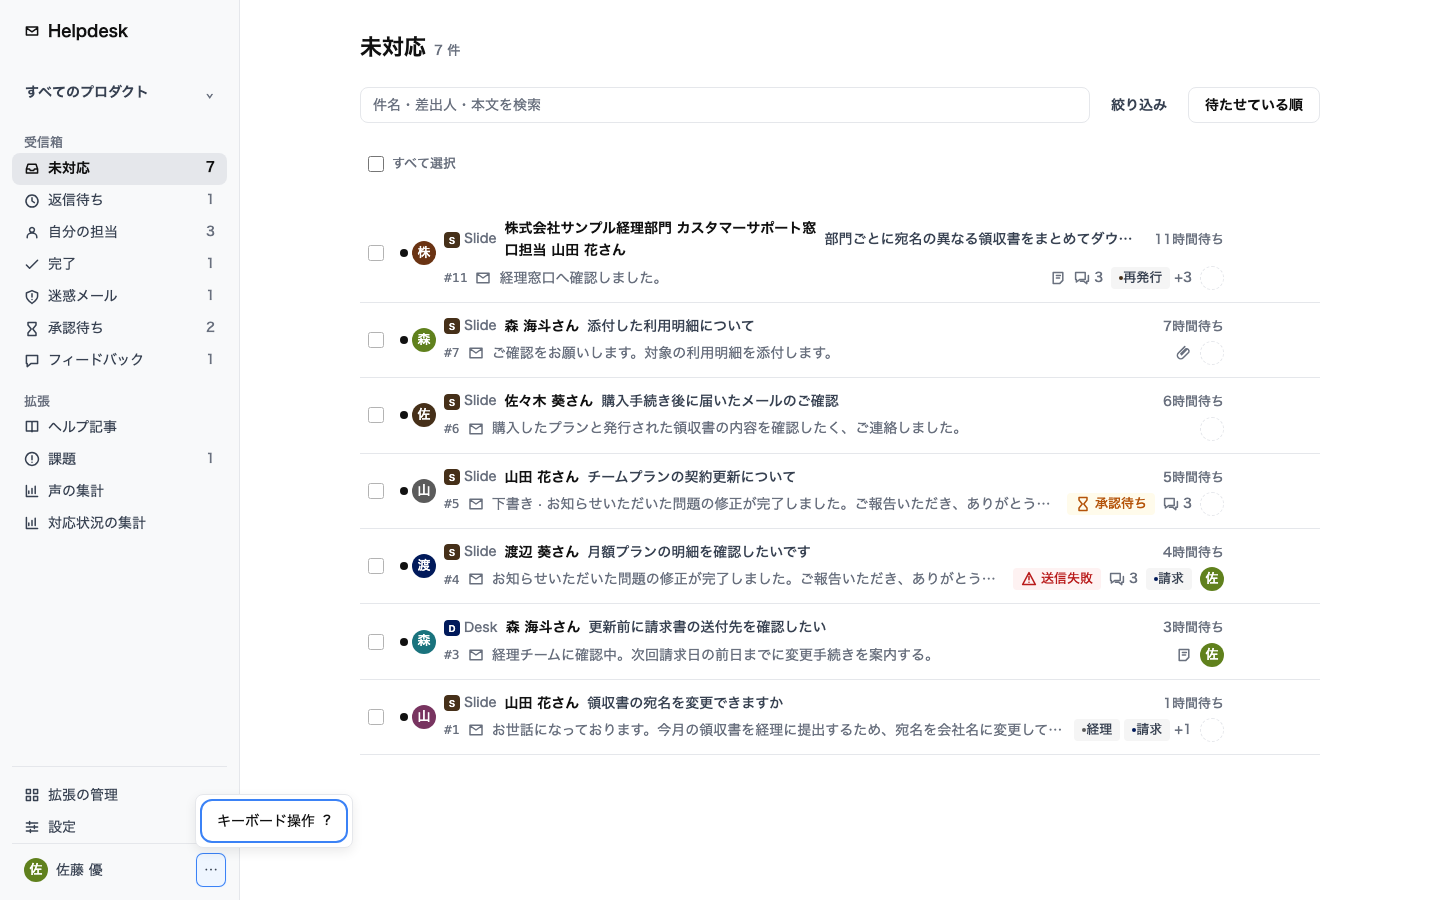 Helpdesk
すべてのプロダクト
受信箱
未対応 7
返信待ち 1
自分の担当 3
完了 1
迷惑メール 1
承認待ち 2
フィードバック 1
拡張
ヘルプ記事
課題 1
声の集計
対応状況の集計
拡張の管理
設定
佐 佐藤 優 …
キーボード操作 ?
未対応 7 件
件名・差出人・本文を検索 絞り込み 待たせている順
すべて選択
株 S Slide 株式会社サンプル経理部門 カスタマーサポート窓
口担当 山田 花さん 部門ごとに宛名の異なる領収書をまとめてダウ… 11時間待ち
#11 経理窓口へ確認しました。 3 •再発行 +3
森 S Slide 森 海斗さん 添付した利用明細について 7時間待ち
#7 ご確認をお願いします。対象の利用明細を添付します。
佐 S Slide 佐々木 葵さん 購入手続き後に届いたメールのご確認 6時間待ち
#6 購入したプランと発行された領収書の内容を確認したく、ご連絡しました。
山 S Slide 山田 花さん チームプランの契約更新について 5時間待ち
#5 下書き · お知らせいただいた問題の修正が完了しました。ご報告いただき、ありがとう… 承認待ち 3
渡 S Slide 渡辺 葵さん 月額プランの明細を確認したいです 4時間待ち
#4 お知らせいただいた問題の修正が完了しました。ご報告いただき、ありがとう… 送信失敗 3 •請求 佐
森 D Desk 森 海斗さん 更新前に請求書の送付先を確認したい 3時間待ち
#3 経理チームに確認中。次回請求日の前日までに変更手続きを案内する。 佐
山 S Slide 山田 花さん 領収書の宛名を変更できますか 1時間待ち
#1 お世話になっております。今月の領収書を経理に提出するため、宛名を会社名に変更して… •経理 •請求 +1